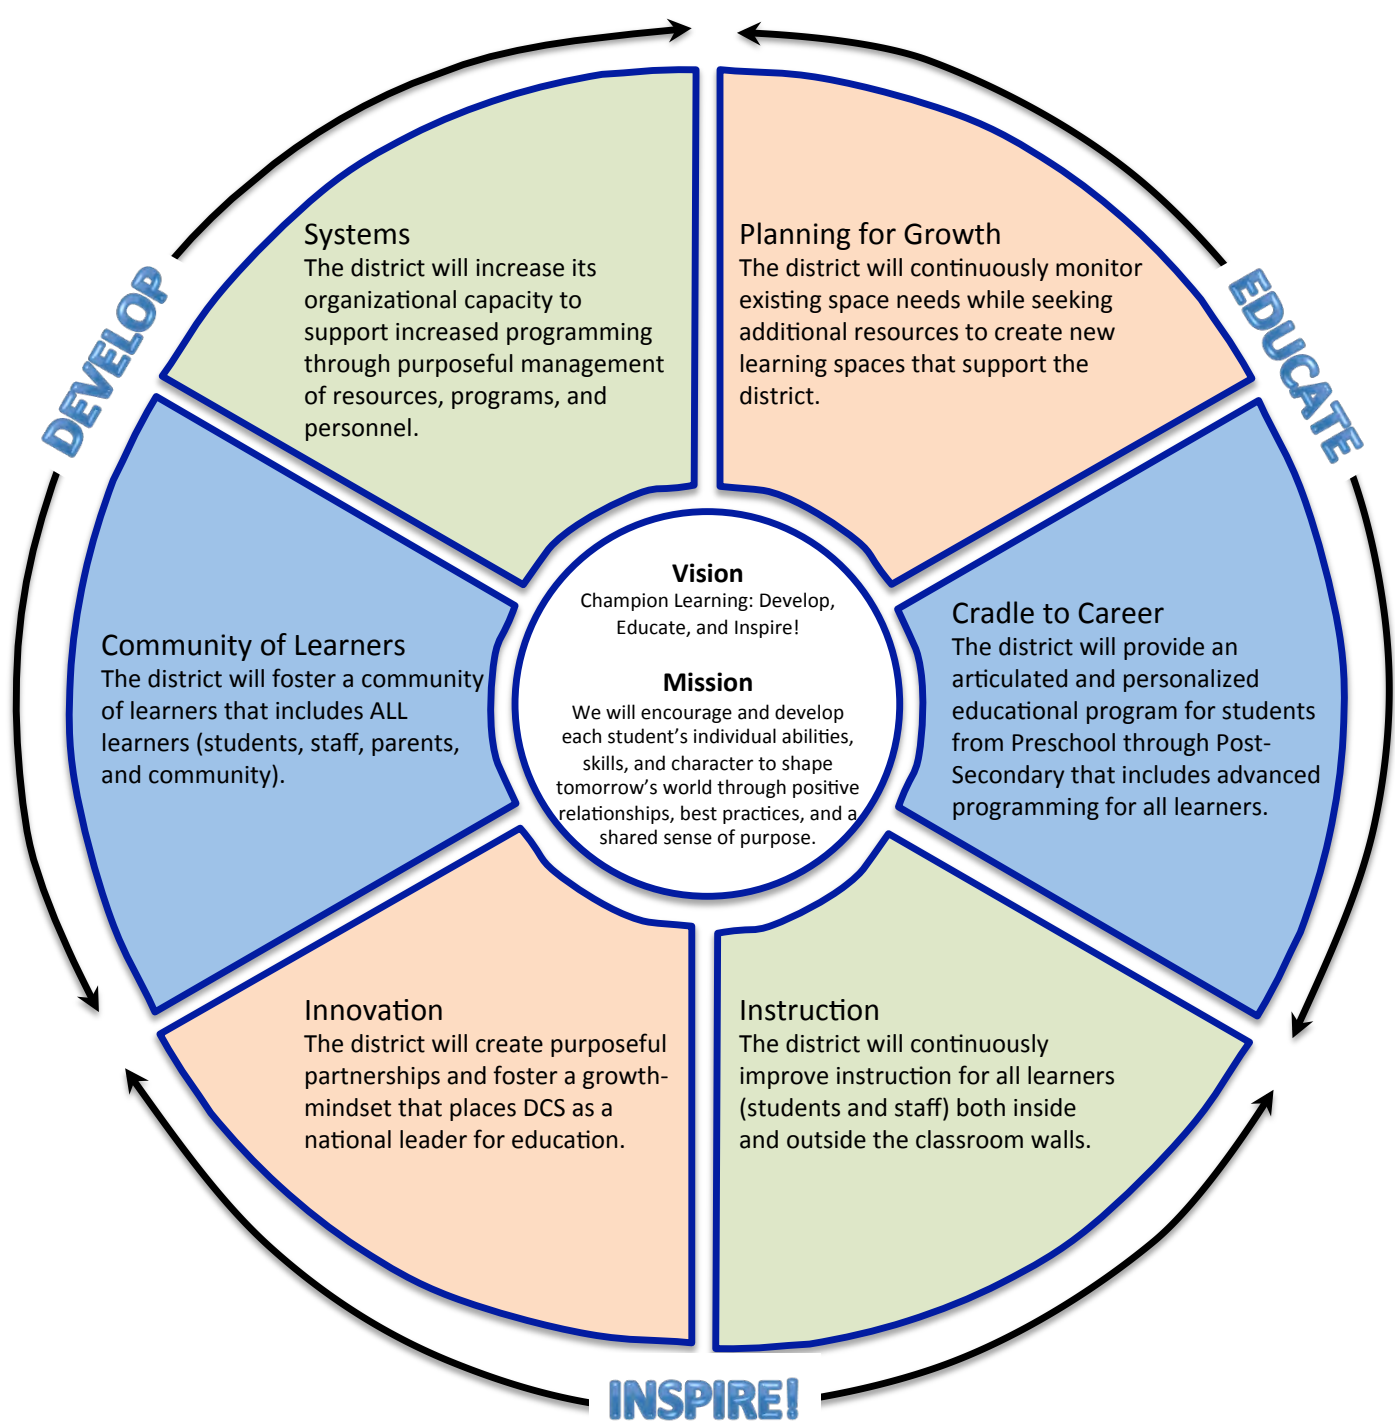 Systems
The district will increase its
organizational capacity to
support increased programming
through purposeful management
of resources, programs, and
personnel.
Planning for Growth
The district will continuously monitor
existing space needs while seeking
additional resources to create new
learning spaces that support the
district.
DEVELOP
EDUCATE
Community of Learners
The district will foster a community
of learners that includes ALL
learners (students, staff, parents,
and community).
Vision
Champion Learning: Develop,
Educate, and Inspire!
Mission
We will encourage and develop
each student’s individual abilities,
skills, and character to shape
tomorrow’s world through positive
relationships, best practices, and a
shared sense of purpose.
Cradle to Career
The district will provide an
articulated and personalized
educational program for students
from Preschool through Post-
Secondary that includes advanced
programming for all learners.
Innovation
The district will create purposeful
partnerships and foster a growth-
mindset that places DCS as a
national leader for education.
Instruction
The district will continuously
improve instruction for all learners
(students and staff) both inside
and outside the classroom walls.
INSPIRE!